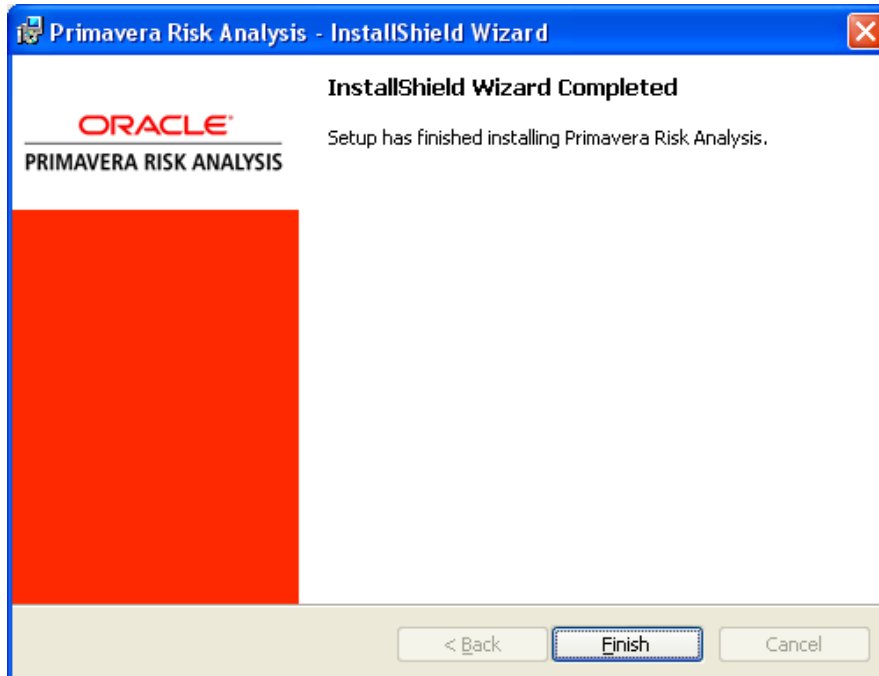 Primavera Risk Analysis - InstallShield Wizard
InstallShield Wizard Completed
ORACLE
PRIMAVERA RISK ANALYSIS
Setup has finished installing Primavera Risk Analysis.
< Back
Finish
Cancel